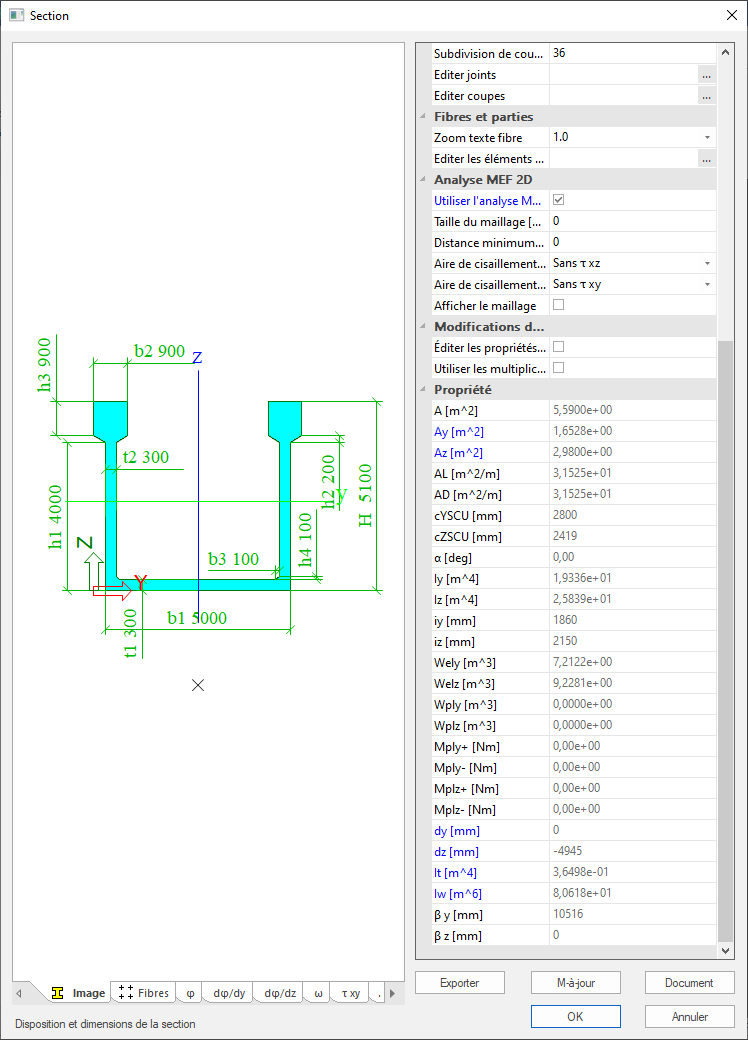 Section
h3 900
b2 900
z
t2 300
h2 200
y
H 5100
h1 4000
Z
b3 100
h4 100
Y
b1 5000
t1 300
Subdivision de cou... 36
Editer joints ...
Editer coupes ...
Fibres et parties
Zoom texte fibre 1.0
Editer les éléments ... ...
Analyse MEF 2D
Utiliser l'analyse M...
Taille du maillage [... 0
Distance minimum... 0
Aire de cisaillement... Sans τ xz
Aire de cisaillement... Sans τ xy
Afficher le maillage
Modifications d...
Éditer les propriétés...
Utiliser les multiplic...
Propriété
A [m^2] 5,5900e+00
Ay [m^2] 1,6528e+00
Az [m^2] 2,9800e+00
AL [m^2/m] 3,1525e+01
AD [m^2/m] 3,1525e+01
cYSCU [mm] 2800
cZSCU [mm] 2419
α [deg] 0,00
Iy [m^4] 1,9336e+01
Iz [m^4] 2,5839e+01
iy [mm] 1860
iz [mm] 2150
Wely [m^3] 7,2122e+00
Welz [m^3] 9,2281e+00
Wply [m^3] 0,0000e+00
Wplz [m^3] 0,0000e+00
Mply+ [Nm] 0,00e+00
Mply- [Nm] 0,00e+00
Mplz+ [Nm] 0,00e+00
Mplz- [Nm] 0,00e+00
dy [mm] 0
dz [mm] -4945
It [m^4] 3,6498e-01
Iw [m^6] 8,0618e+01
β y [mm] 10516
β z [mm] 0
Image Fibres φ dφ/dy dφ/dz ω τ xy .
Exporter M-à-jour Document
Disposition et dimensions de la section
OK Annuler